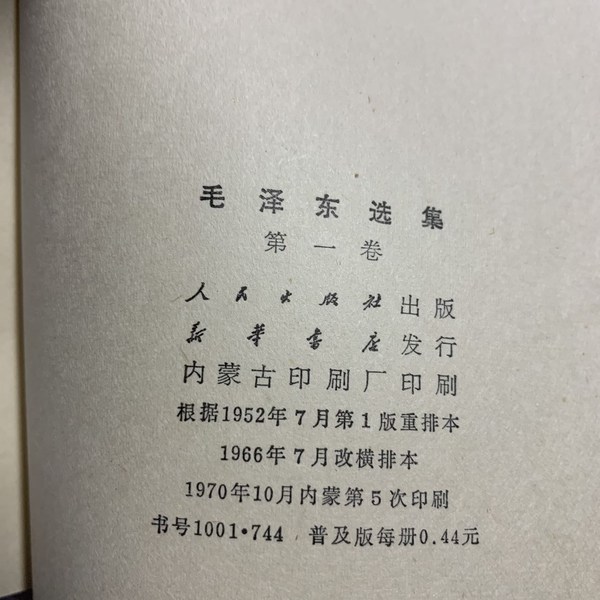 毛泽东选集
第一卷
人民出版社出版
新华书店发行
内蒙古印刷厂印刷
根据1952年7月第1版重排本
1966年7月改横排本
1970年10月内蒙第5次印刷
书号1001·744 普及版每册0.44元